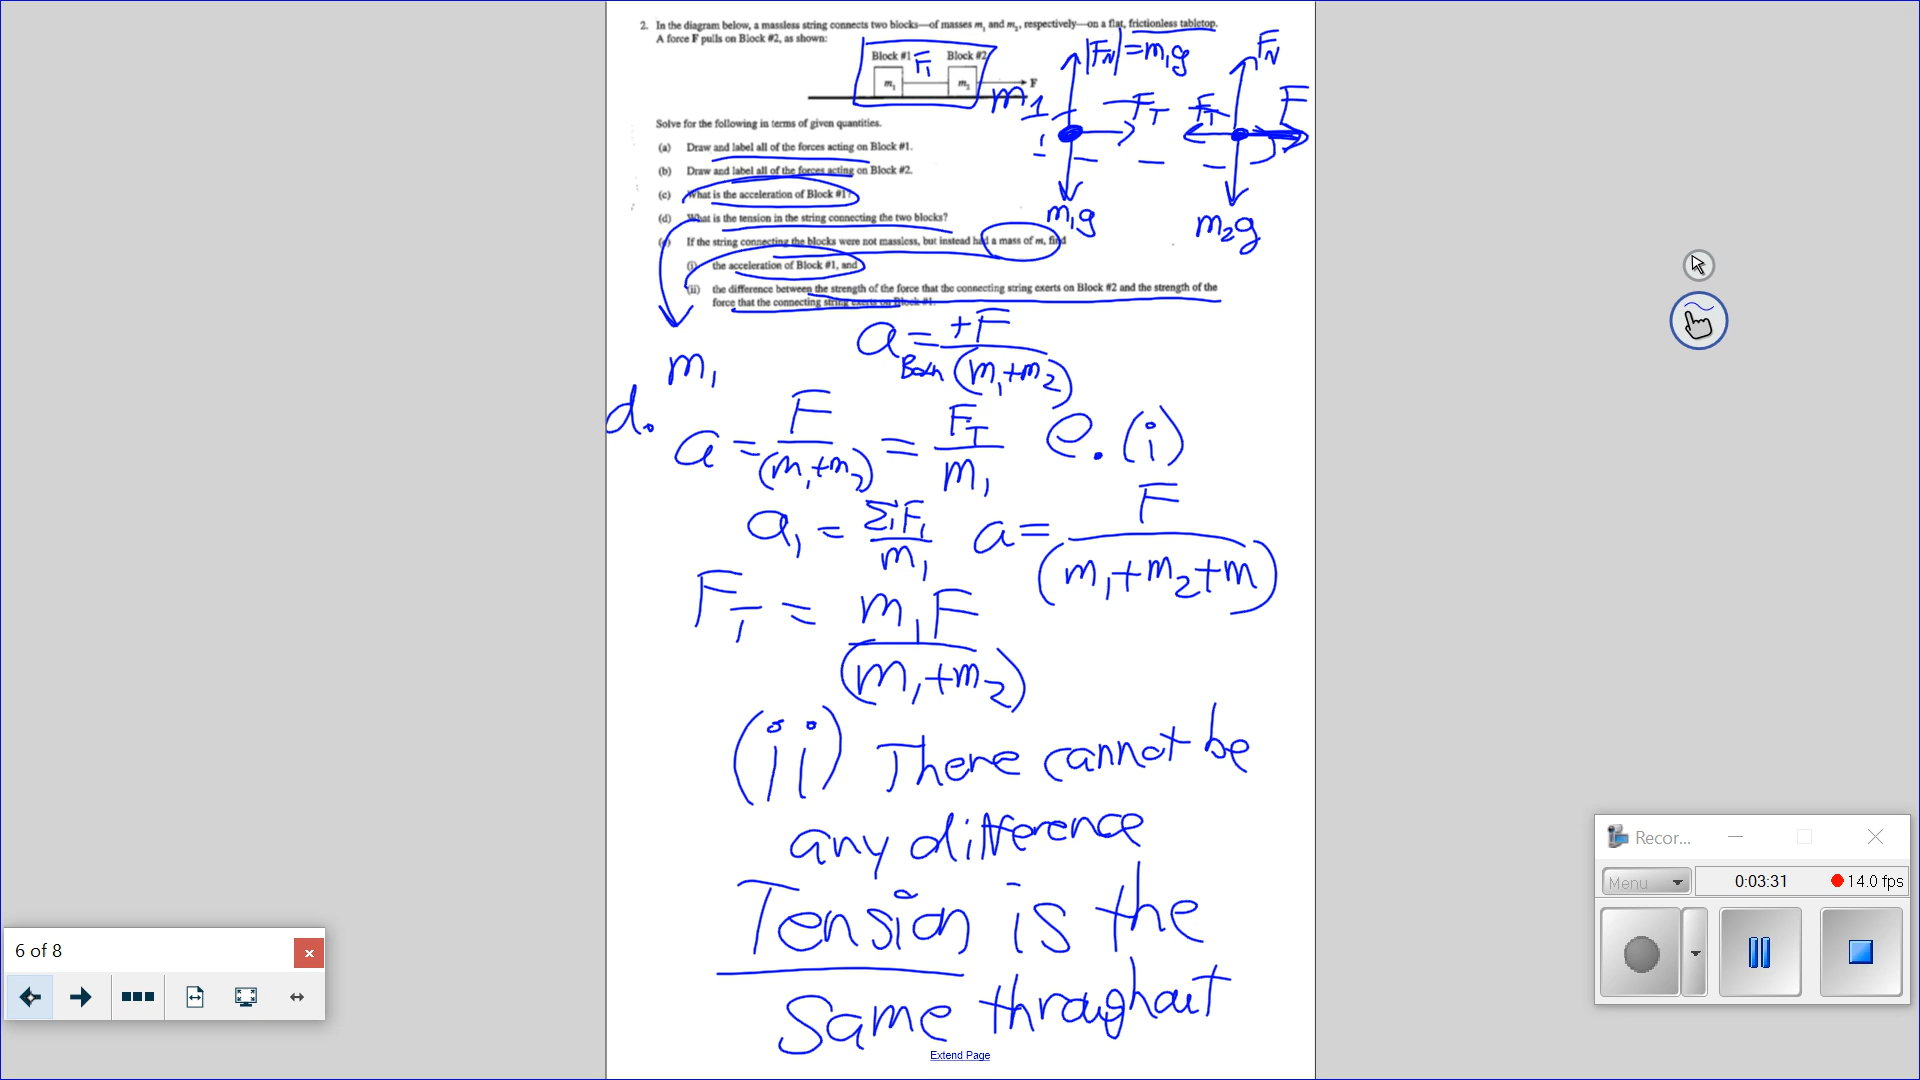 2. In the diagram below, a massless string connects two blocks—of masses m₁ and m₂, respectively—on a flat, frictionless tabletop.
A force F pulls on Block #2, as shown:
Block #1 F₁ Block #2
m₁ m₂ F
|F_N| = m₁g
F_N
m1
F_T
F_T
F
m₁g
m₂g
Solve for the following in terms of given quantities.
(a) Draw and label all of the forces acting on Block #1.
(b) Draw and label all of the forces acting on Block #2.
(c) What is the acceleration of Block #1?
(d) What is the tension in the string connecting the two blocks?
If the string connecting the blocks were not massless, but instead had a mass of m, find
(i) the acceleration of Block #1, and
(ii) the difference between the strength of the force that the connecting string exerts on Block #2 and the strength of the
force that the connecting string exerts on Block #1.
a Both = +F / (m₁+m₂)
m₁
d. a = F / (m₁+m₂) = F_T / m₁
a₁ = ΣF₁ / m₁
e. (i)
a = F / (m₁+m₂+m)
F_T = m₁F / (m₁+m₂)
(ii) There cannot be
any difference
Tension is the
Same throughout
Extend Page
6 of 8
Recor...
Menu 0:03:31 14.0 fps